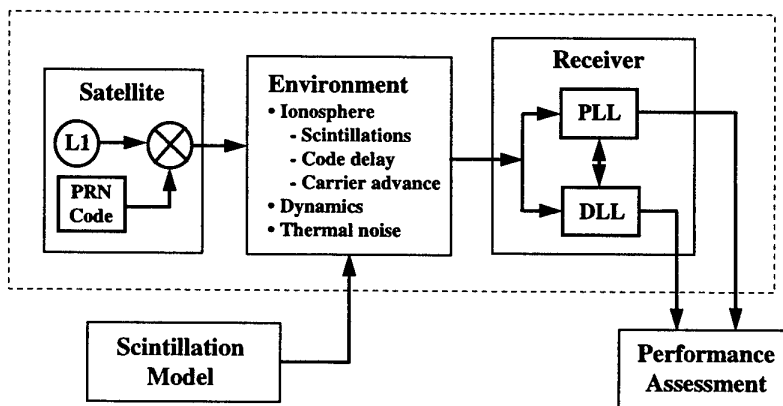 Satellite
L1
PRN
Code
Environment
• Ionosphere
- Scintillations
- Code delay
- Carrier advance
• Dynamics
• Thermal noise
Receiver
PLL
DLL
Scintillation
Model
Performance
Assessment